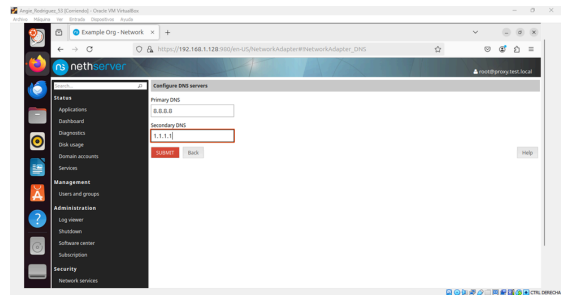 Angie_Rodriguez_53 [Corriendo] - Oracle VM VirtualBox
Archivo Máquina Ver Entrada Dispositivos Ayuda
Example Org - Network
https://192.168.1.128:980/en-US/NetworkAdapter#!NetworkAdapter_DNS
nethserver
root@proxy.test.local
Search...
Status
Applications
Dashboard
Diagnostics
Disk usage
Domain accounts
Services
Management
Users and groups
Administration
Log viewer
Shutdown
Software center
Subscription
Security
Network services
Configure DNS servers
Primary DNS
8.8.8.8
Secondary DNS
1.1.1.1
SUBMIT Back
Help
CTRL DERECHA